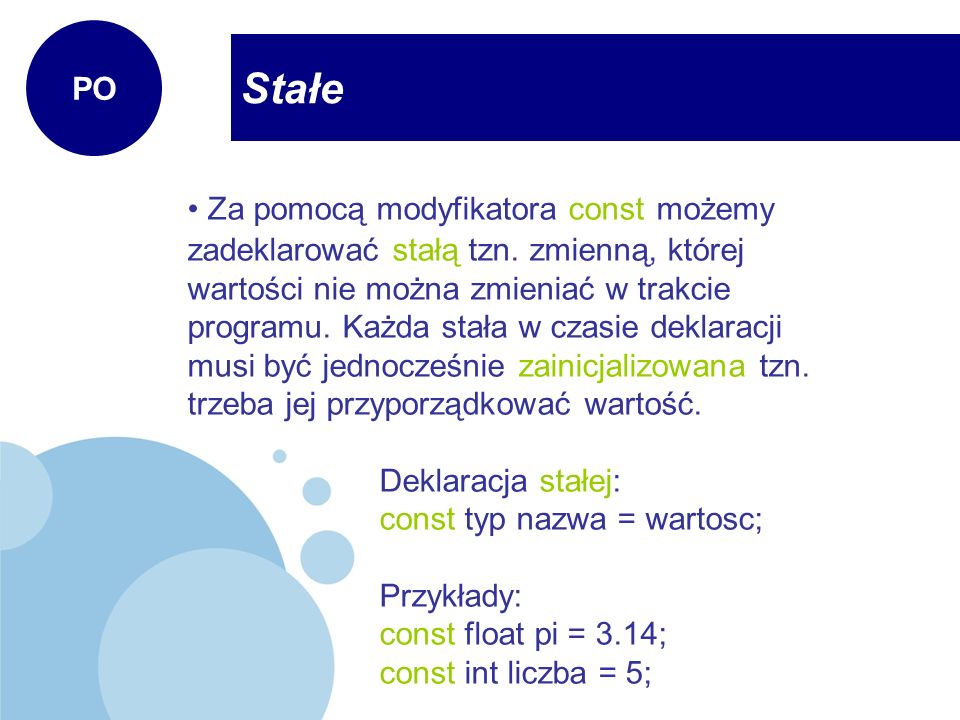 PO
Stałe
• Za pomocą modyfikatora const możemy
zadeklarować stałą tzn. zmienną, której
wartości nie można zmieniać w trakcie
programu. Każda stała w czasie deklaracji
musi być jednocześnie zainicjalizowana tzn.
trzeba jej przyporządkować wartość.
Deklaracja stałej:
const typ nazwa = wartosc;
Przykłady:
const float pi = 3.14;
const int liczba = 5;